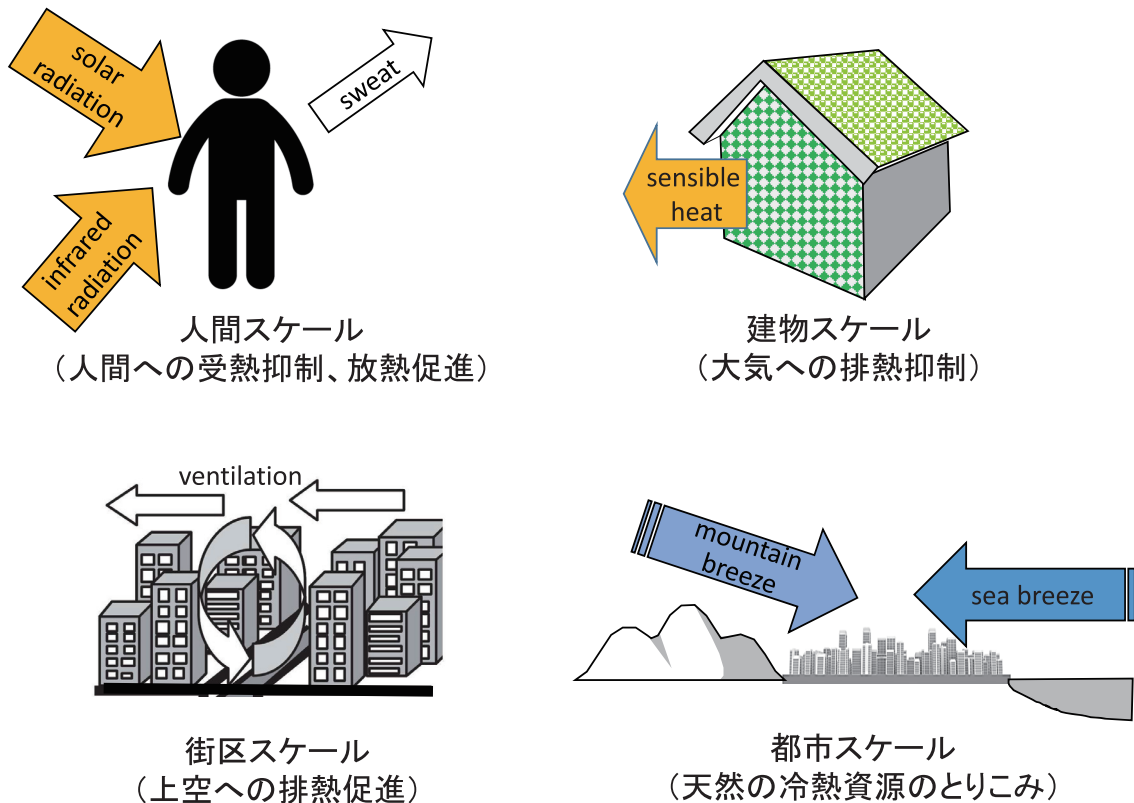 solar
radiation
sweat
infrared
radiation
人間スケール
（人間への受熱抑制、放熱促進）
sensible
heat
建物スケール
（大気への排熱抑制）
ventilation
街区スケール
（上空への排熱促進）
mountain
breeze
sea breeze
都市スケール
（天然の冷熱資源のとりこみ）